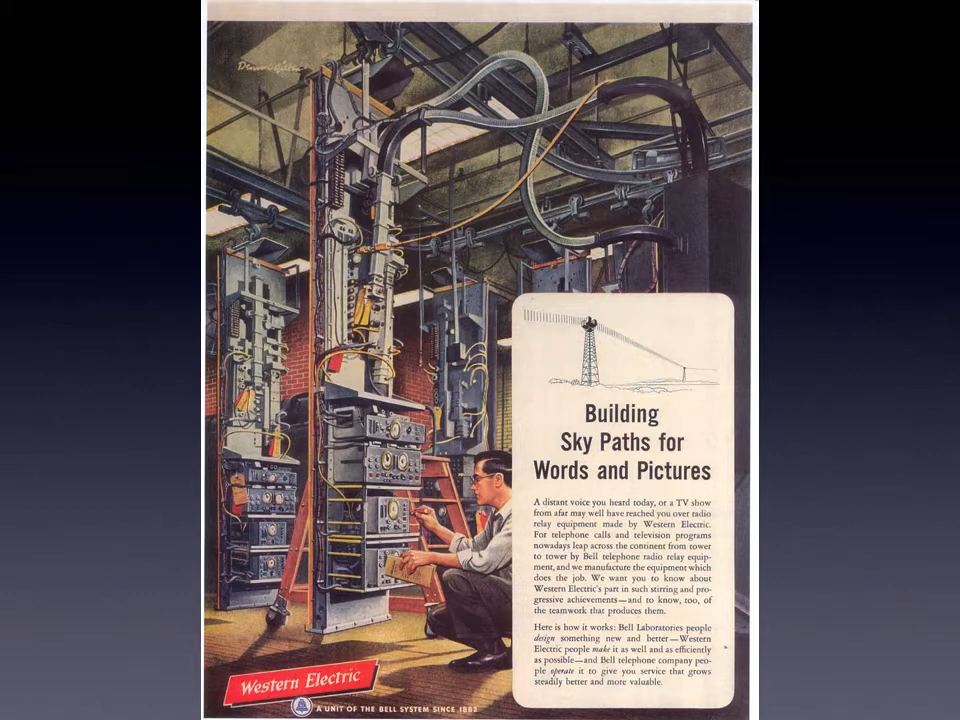 Building
Sky Paths for
Words and Pictures
A distant voice you heard today, or a TV show
from afar may well have reached you over radio
relay equipment made by Western Electric.
For telephone calls and television programs
nowadays leap across the continent from tower
to tower by Bell telephone radio relay equip-
ment, and we manufacture the equipment which
does the job. We want you to know about
Western Electric's part in such stirring and pro-
gressive achievements—and to know, too, of
the teamwork that produces them.
Here is how it works: Bell Laboratories people
design something new and better—Western
Electric people make it as well and as efficiently
as possible—and Bell telephone company peo-
ple operate it to give you service that grows
steadily better and more valuable.
Western Electric
A UNIT OF THE BELL SYSTEM SINCE 1882